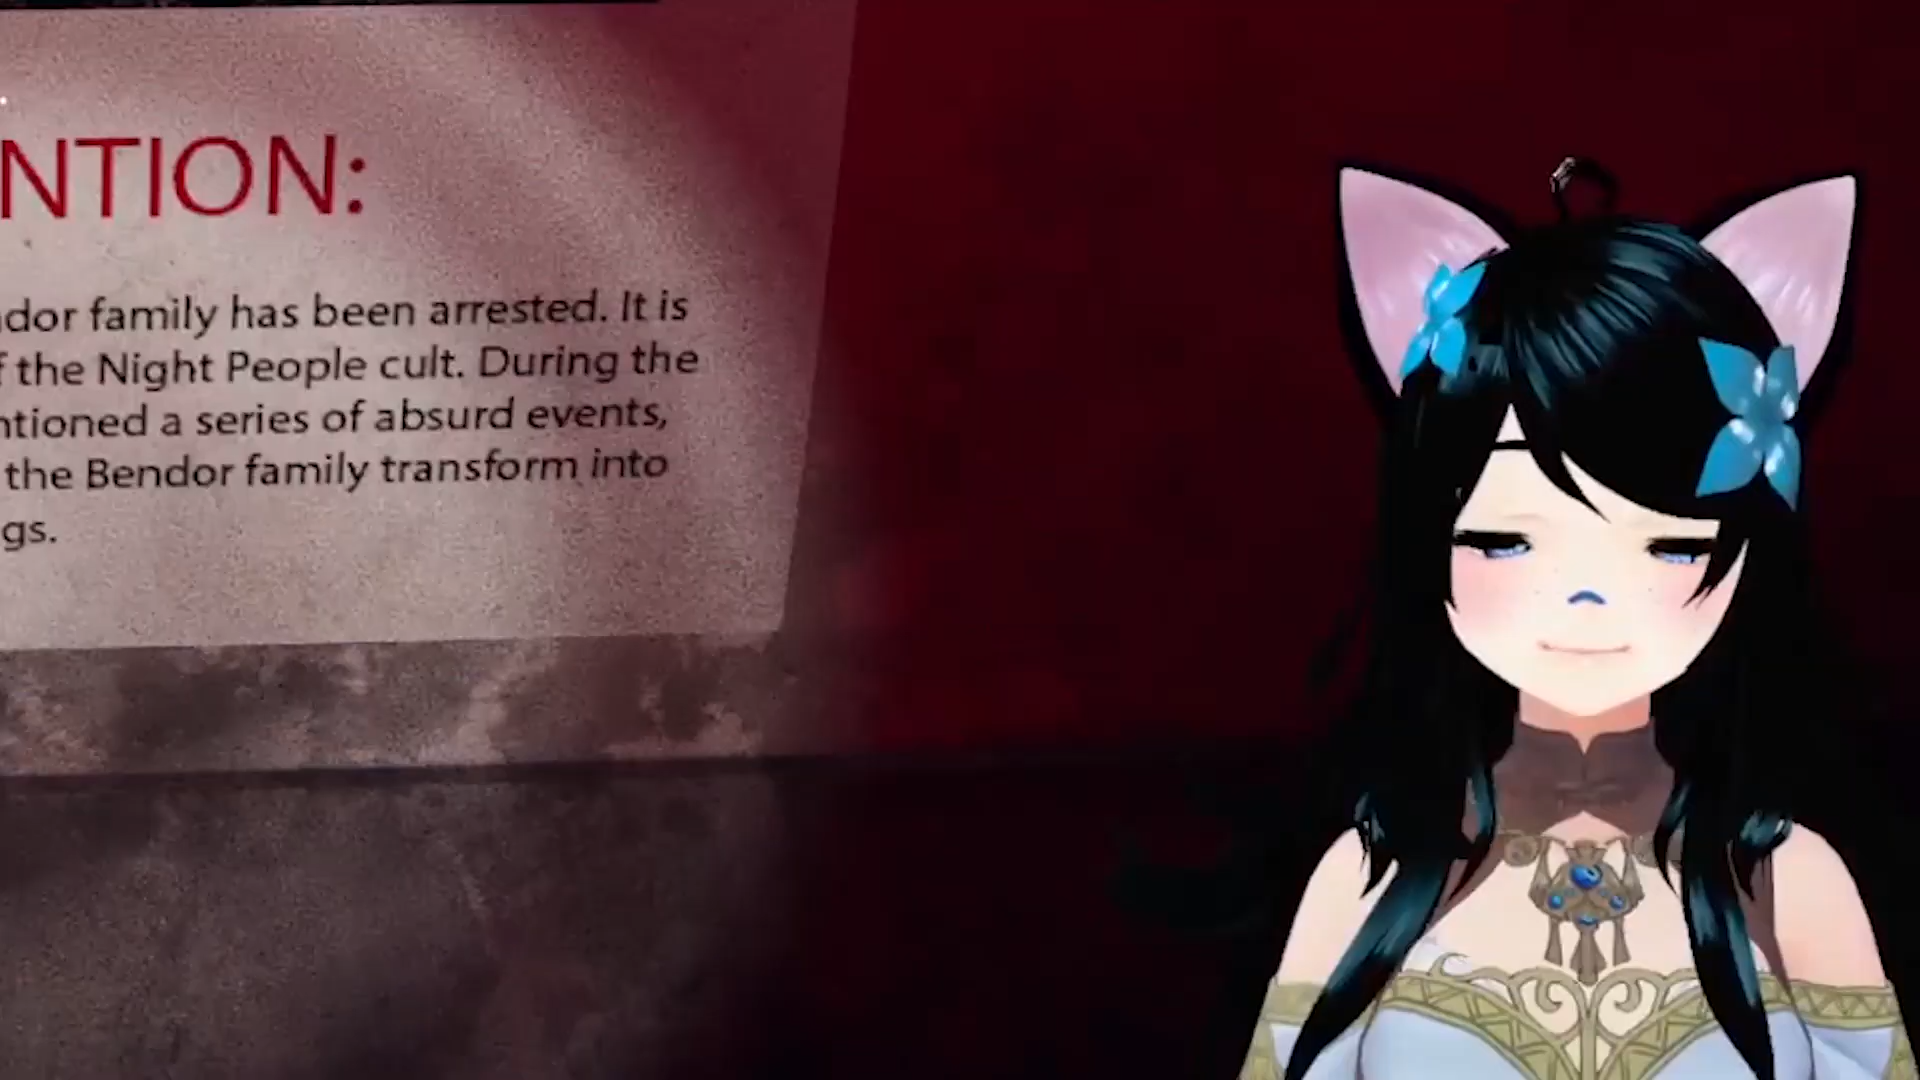 NTION:
dor family has been arrested. It is
f the Night People cult. During the
ntioned a series of absurd events,
the Bendor family transform into
gs.